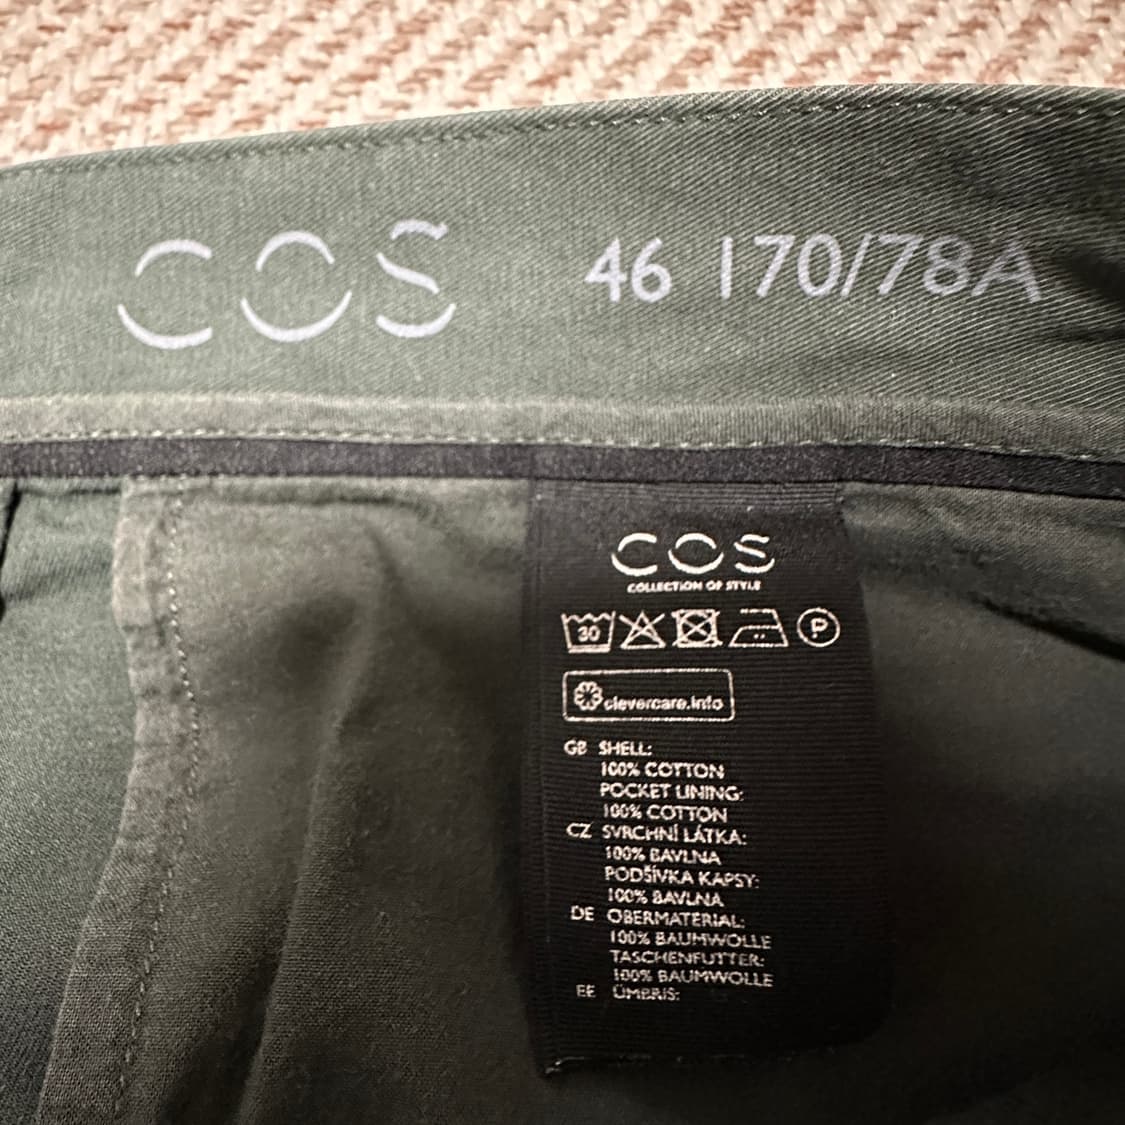 COS 46 170/78A
COS
COLLECTION OF STYLE
30 P
clevercare.info
GB SHELL:
100% COTTON
POCKET LINING:
100% COTTON
CZ SVRCHNÍ LÁTKA:
100% BAVLNA
PODŠÍVKA KAPSY:
100% BAVLNA
DE OBERMATERIAL:
100% BAUMWOLLE
TASCHENFUTTER:
100% BAUMWOLLE
EE ÜMBRIS: